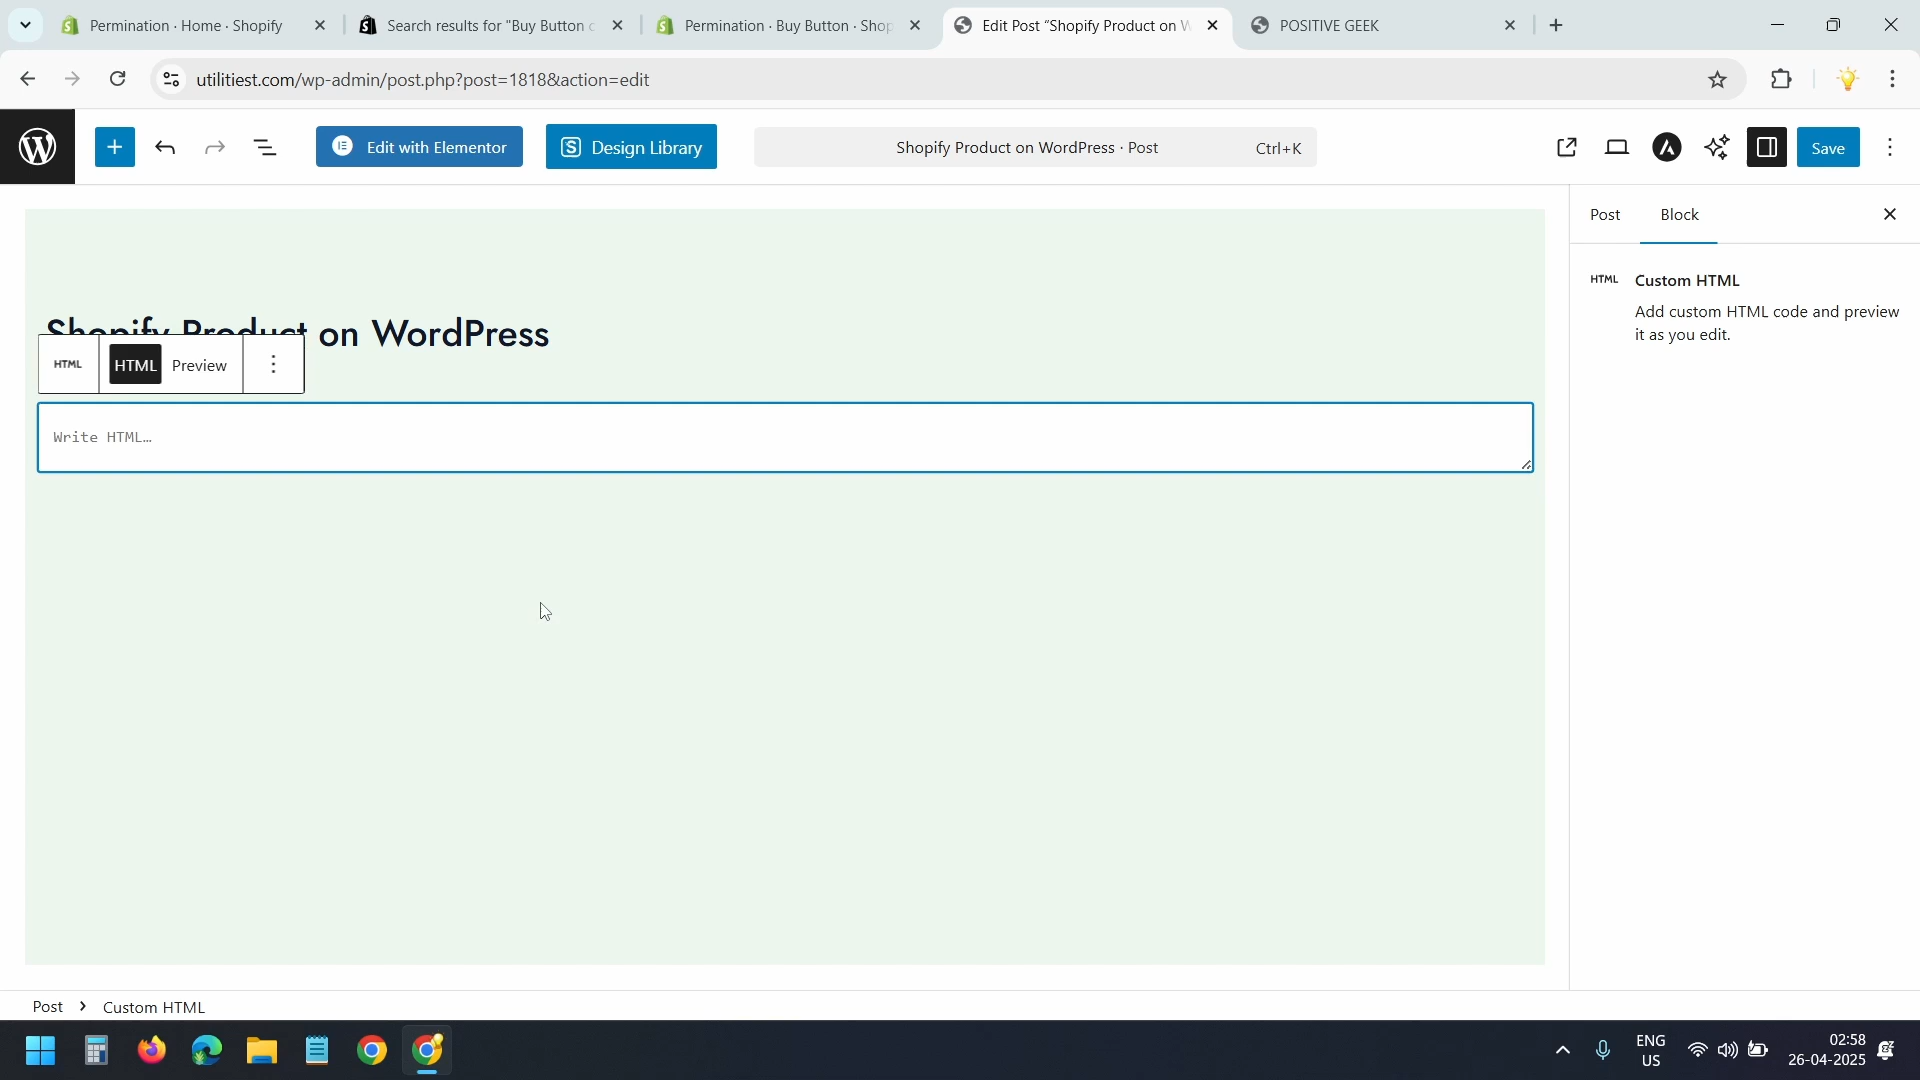 Permination · Home · Shopify
Search results for "Buy Button c
Permination · Buy Button · Shop
Edit Post “Shopify Product on W
POSITIVE GEEK
utilitiest.com/wp-admin/post.php?post=1818&action=edit
Edit with Elementor
Design Library
Shopify Product on WordPress · Post
Ctrl+K
Save
Post
Block
HTML
Custom HTML
Add custom HTML code and preview
it as you edit.
Shopify Product on WordPress
HTML
HTML
Preview
Write HTML…
Post
Custom HTML
ENG
US
02:58
26-04-2025